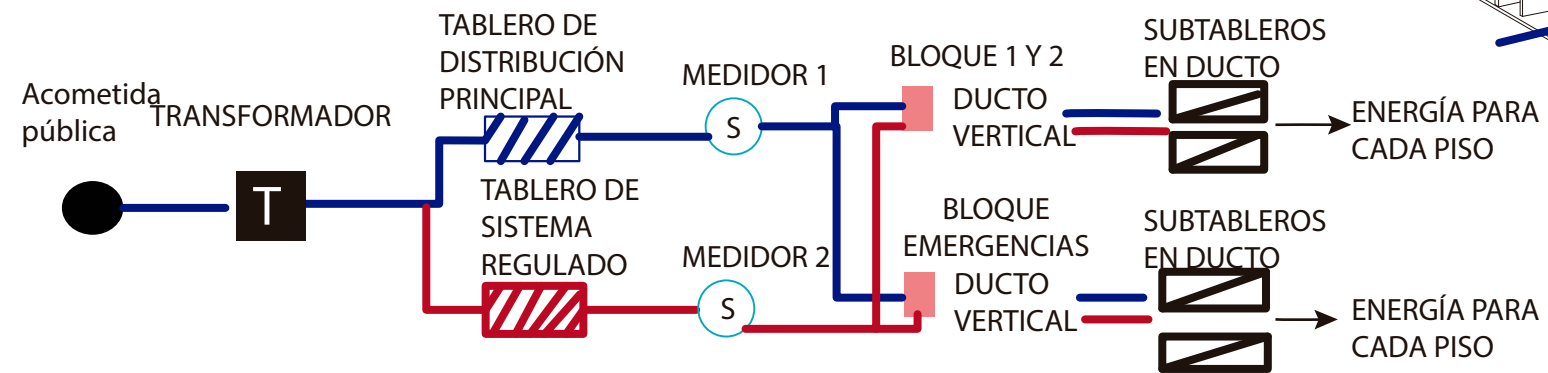 Acometida
pública
TRANSFORMADOR
T
TABLERO DE
DISTRIBUCIÓN
PRINCIPAL
TABLERO DE
SISTEMA
REGULADO
MEDIDOR 1
S
MEDIDOR 2
S
BLOQUE 1 Y 2
DUCTO
VERTICAL
SUBTABLEROS
EN DUCTO
ENERGÍA PARA
CADA PISO
BLOQUE
EMERGENCIAS
DUCTO
VERTICAL
SUBTABLEROS
EN DUCTO
ENERGÍA PARA
CADA PISO